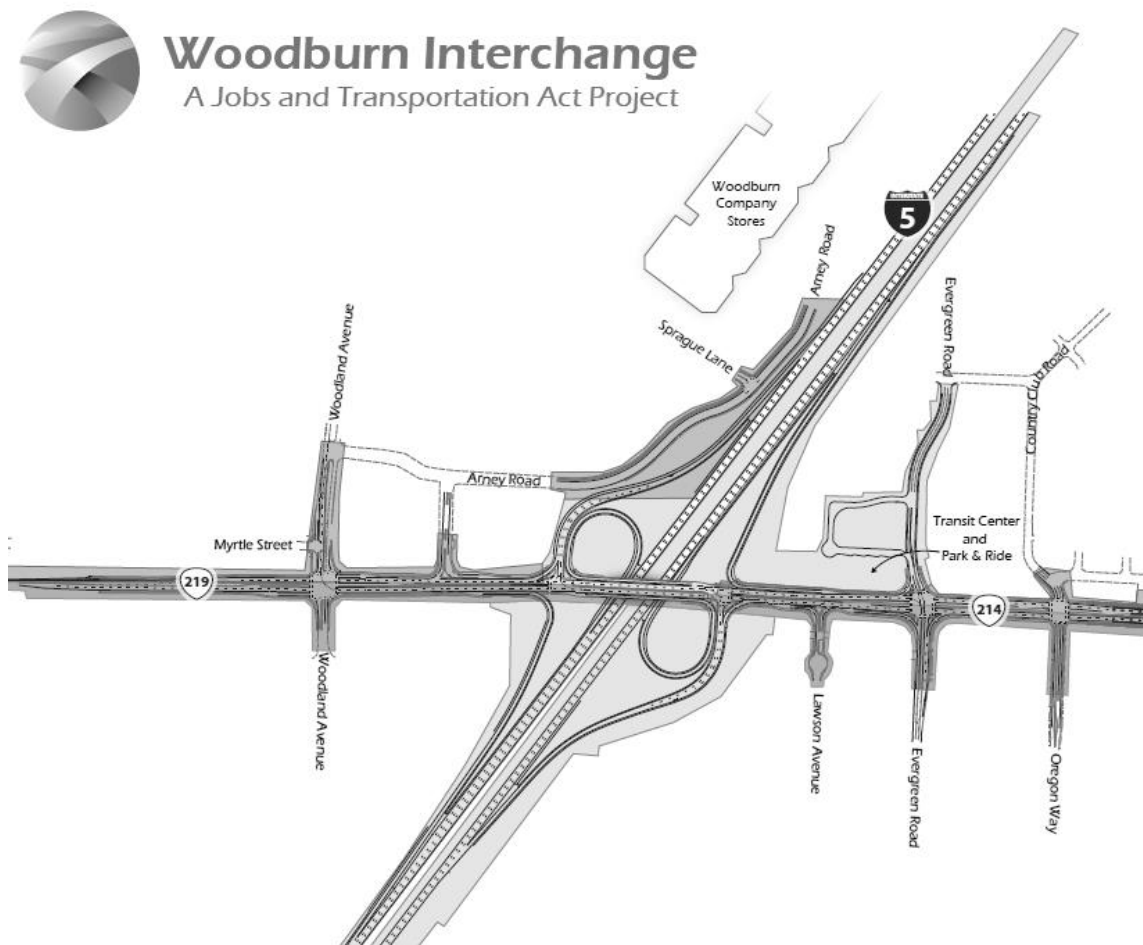 Woodburn Interchange
A Jobs and Transportation Act Project
Woodburn
Company
Stores
INTERSTATE
5
Arney Road
Sprague Lane
Evergreen Road
Country Club Road
Woodland Avenue
Arney Road
Myrtle Street
Transit Center
and
Park & Ride
219
214
Woodland Avenue
Lawson Avenue
Evergreen Road
Oregon Way